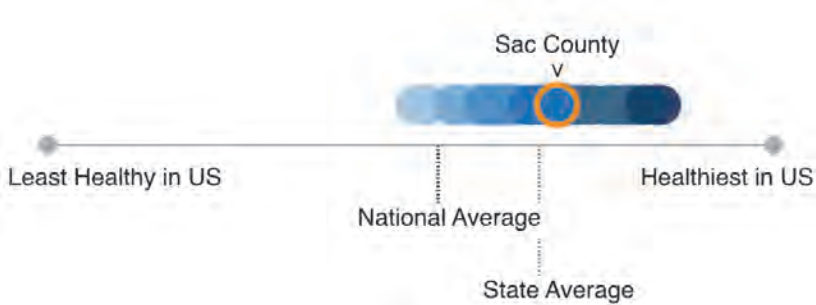 Sac County
v
Least Healthy in US
Healthiest in US
National Average
State Average